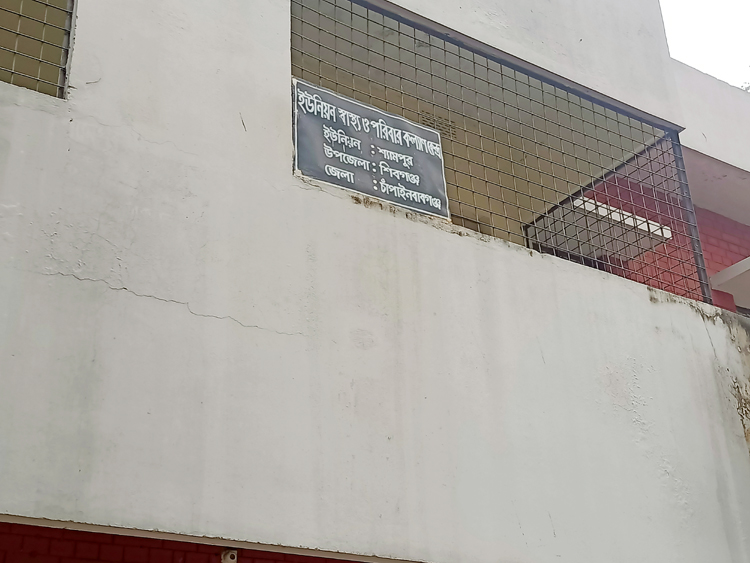 ইউনিয়ন স্বাস্থ্য ও পরিবার কল্যাণ কেন্দ্র
ইউনিয়ন : শ্যামপুর
উপজেলা : শিবগঞ্জ
জেলা : চাঁপাইনবাবগঞ্জ